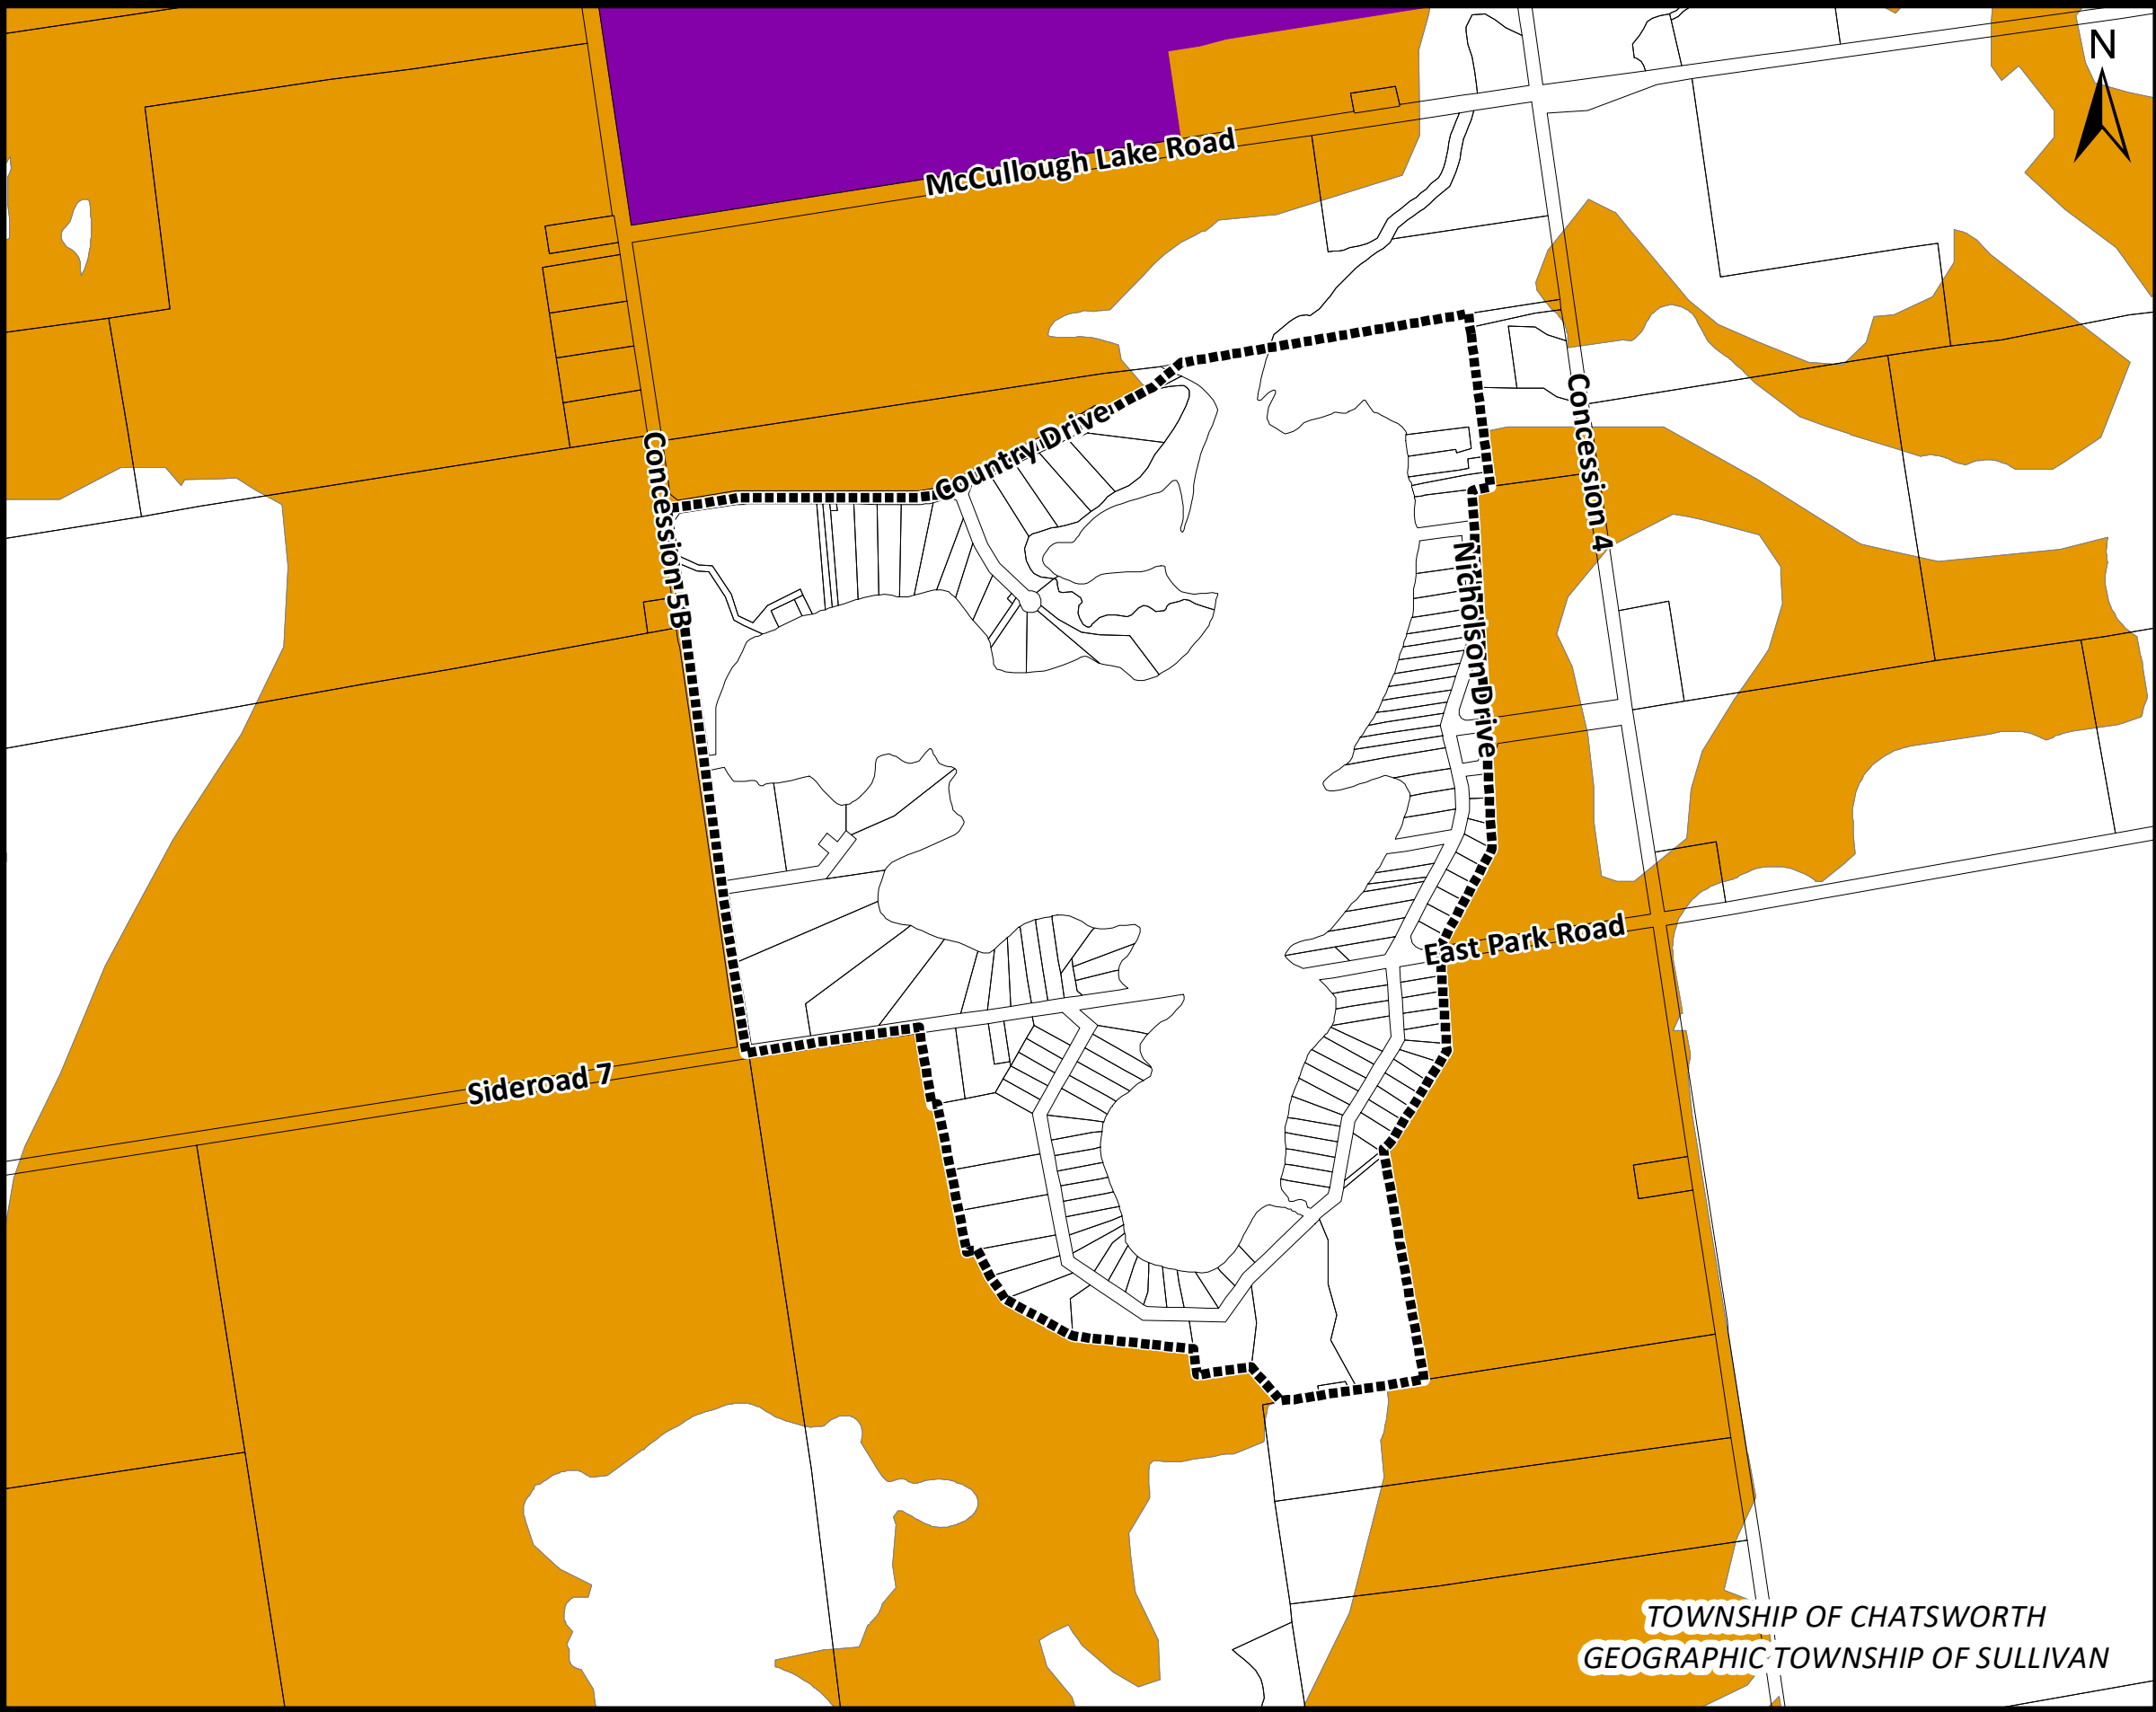 N
McCullough Lake Road
Country Drive
Concession 4
Concession 5B
Nicholson Drive
East Park Road
Sideroad 7
TOWNSHIP OF CHATSWORTH
GEOGRAPHIC TOWNSHIP OF SULLIVAN